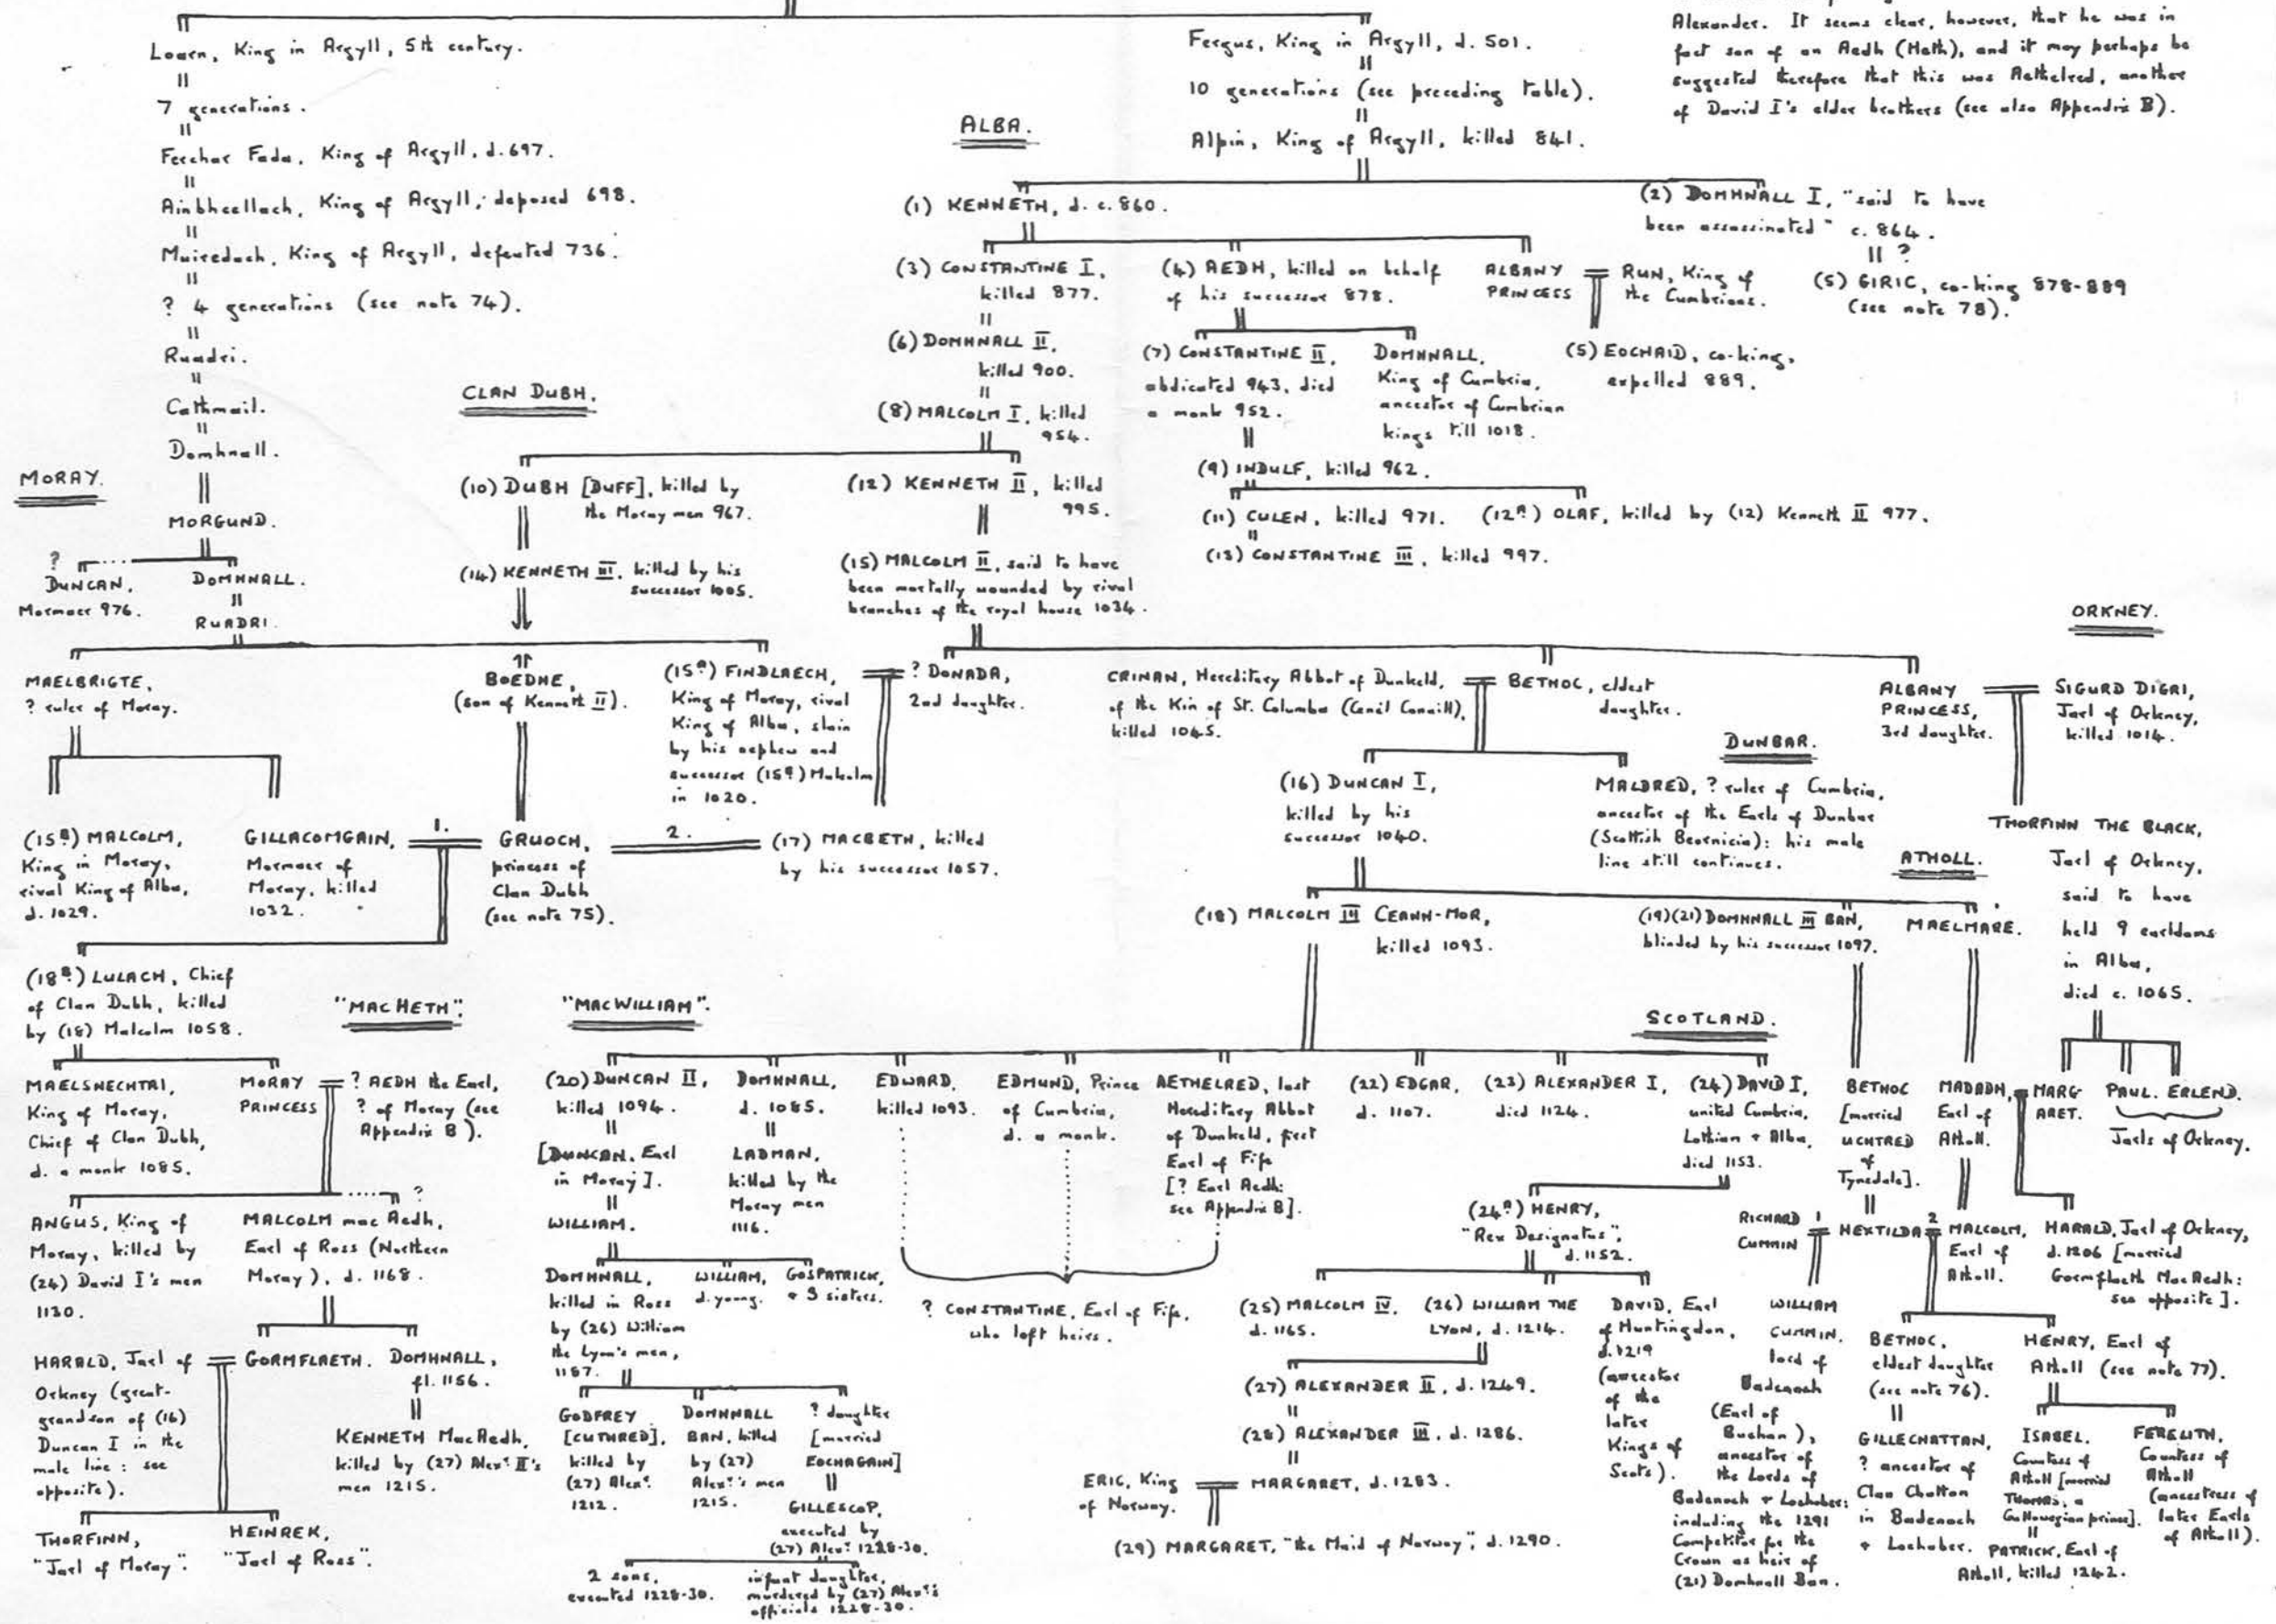 Alexander. It seems clear, however, that he was in
fact son of an Aedh (Heth), and it may perhaps be
suggested therefore that this was Aethelred, another
of David I's elder brothers (see also Appendix B).
Loarn, King in Argyll, 5th century.
7 generations.
Ferchar Fada, King of Argyll, d. 697.
Ainbhcellach, King of Argyll, deposed 698.
Muiredach, King of Argyll, defeated 736.
? 4 generations (see note 74).
Ruadri.
Cathmail.
Domhnall.
Fergus, King in Argyll, d. 501.
10 generations (see preceding table).
Alpin, King of Argyll, killed 841.
ALBA.
(1) KENNETH, d. c. 860.
(2) DOMHNALL I, "said to have
been assassinated" c. 864.
?
(3) CONSTANTINE I,
killed 877.
(4) AEDH, killed on behalf
of his successor 878.
ALBANY
PRINCESS
RUN, King of
the Cumbrians.
(5) GIRIC, co-king 878-889
(see note 78).
(6) DOMHNALL II,
killed 900.
(7) CONSTANTINE II,
abdicated 943, died
a monk 952.
DOMHNALL,
King of Cumbria,
ancestor of Cumbrian
kings till 1018.
(5) EOCHAID, co-king,
expelled 889.
CLAN DUBH.
(8) MALCOLM I, killed
954.
(9) INDULF, killed 962.
MORAY.
MORGUND.
(10) DUBH [DUFF], killed by
the Moray men 967.
(12) KENNETH II, killed
995.
(11) CULEN, killed 971.
(12a) OLAF, killed by (12) Kenneth II 977.
(13) CONSTANTINE III, killed 997.
?
DUNCAN,
Mormaer 976.
DOMHNALL.
RUADRI.
(14) KENNETH III, killed by his
successor 1005.
(15) MALCOLM II, said to have
been mortally wounded by rival
branches of the royal house 1034.
ORKNEY.
MAELBRIGTE,
? ruler of Moray.
BOEDHE,
(son of Kenneth II).
(15a) FINDLAECH,
King of Moray, rival
King of Alba, slain
by his nephew and
successor (15a) Malcolm
in 1020.
? DONADA,
2nd daughter.
CRINAN, Hereditary Abbot of Dunkeld,
of the Kin of St. Columba (Cenél Conaill),
killed 1045.
BETHOC, eldest
daughter.
ALBANY
PRINCESS,
3rd daughter.
SIGURD DIGRI,
Jarl of Orkney,
killed 1014.
DUNBAR.
(16) DUNCAN I,
killed by his
successor 1040.
MALDRED, ? ruler of Cumbria,
ancestor of the Earls of Dunbar
(Scottish Beornicia): his male
line still continues.
THORFINN THE BLACK,
Jarl of Orkney,
said to have
held 9 earldoms
in Alba,
died c. 1065.
(15a) MALCOLM,
King in Moray,
rival King of Alba,
d. 1029.
GILLACOMGAIN,
Mormaer of
Moray, killed
1032.
1.
GRUOCH,
princess of
Clan Dubh
(see note 75).
2.
(17) MACBETH, killed
by his successor 1057.
ATHOLL.
(18) MALCOLM III CEANN-MOR,
killed 1093.
(19)(21) DOMHNALL III BAN,
blinded by his successor 1097.
MAELMARE.
(18a) LULACH, Chief
of Clan Dubh, killed
by (18) Malcolm 1058.
"MACHETH".
"MACWILLIAM".
SCOTLAND.
MAELSNECHTAI,
King of Moray,
Chief of Clan Dubh,
d. a monk 1085.
MORAY
PRINCESS
? AEDH the Earl,
? of Moray (see
Appendix B).
(20) DUNCAN II,
killed 1094.
[DUNCAN, Earl
in Moray].
WILLIAM.
DOMHNALL,
d. 1085.
LADMAN,
killed by the
Moray men
1116.
EDWARD,
killed 1093.
EDMUND, Prince
of Cumbria,
d. a monk.
AETHELRED, last
Hereditary Abbot
of Dunkeld, first
Earl of Fife
[? Earl Aedh:
see Appendix B].
(22) EDGAR,
d. 1107.
(23) ALEXANDER I,
died 1124.
(24) DAVID I,
united Cumbria,
Lothian & Alba,
died 1153.
BETHOC
[married
UCHTRED
of
Tynedale].
MADADH,
Earl of
Atholl.
MARG
ARET.
PAUL. ERLEND.
Jarls of Orkney.
ANGUS, King of
Moray, killed by
(24) David I's men
1130.
?
MALCOLM mac Aedh,
Earl of Ross (Northern
Moray), d. 1168.
DOMHNALL,
killed in Ross
by (26) William
the Lyon's men,
1187.
WILLIAM,
d. young.
GOSPATRICK,
& 3 sisters.
? CONSTANTINE, Earl of Fife,
who left heirs.
(24a) HENRY,
"Rex Designatus",
d. 1152.
RICHARD
CUMMIN
1
HEXTILDA
2
MALCOLM,
Earl of
Atholl.
HARALD, Jarl of Orkney,
d. 1206 [married
Gormflaeth MacAedh:
see opposite].
(25) MALCOLM IV,
d. 1165.
(26) WILLIAM THE
LYON, d. 1214.
DAVID, Earl
of Huntingdon,
d. 1219
(ancestor
of the
later
Kings of
Scots).
WILLIAM
CUMMIN,
lord of
Badenoch
(Earl of
Buchan),
ancestor of
the Lords of
Badenoch & Lochaber:
including the 1291
Competitor for the
Crown as heir of
(21) Domhnall Ban.
BETHOC,
eldest daughter
(see note 76).
GILLECHATTAN,
? ancestor of
Clan Chattan
in Badenoch
& Lochaber.
HENRY, Earl of
Atholl (see note 77).
ISABEL,
Countess of
Atholl [married
THOMAS, a
Gallowegian prince].
PATRICK, Earl of
Atholl, killed 1242.
FERELITH,
Countess of
Atholl
(ancestress of
later Earls
of Atholl).
HARALD, Jarl of
Orkney (great-
grandson of (16)
Duncan I in the
male line: see
opposite).
GORMFLAETH.
DOMHNALL,
fl. 1156.
KENNETH MacAedh,
killed by (27) Alexr. II's
men 1215.
GODFREY
[CUTHRED],
killed by
(27) Alexr.
1212.
DOMHNALL
BAN, killed
by (27)
Alexr.'s men
1215.
? daughter
[married
EOCHAGAIN]
GILLESCOP,
executed by
(27) Alexr. 1228-30.
(27) ALEXANDER II, d. 1249.
(28) ALEXANDER III, d. 1286.
ERIC, King
of Norway.
MARGARET, d. 1283.
(29) MARGARET, "the Maid of Norway", d. 1290.
THORFINN,
"Jarl of Moray".
HEINREK,
"Jarl of Ross".
2 sons,
executed 1228-30.
infant daughter,
murdered by (27) Alexr.'s
officials 1228-30.